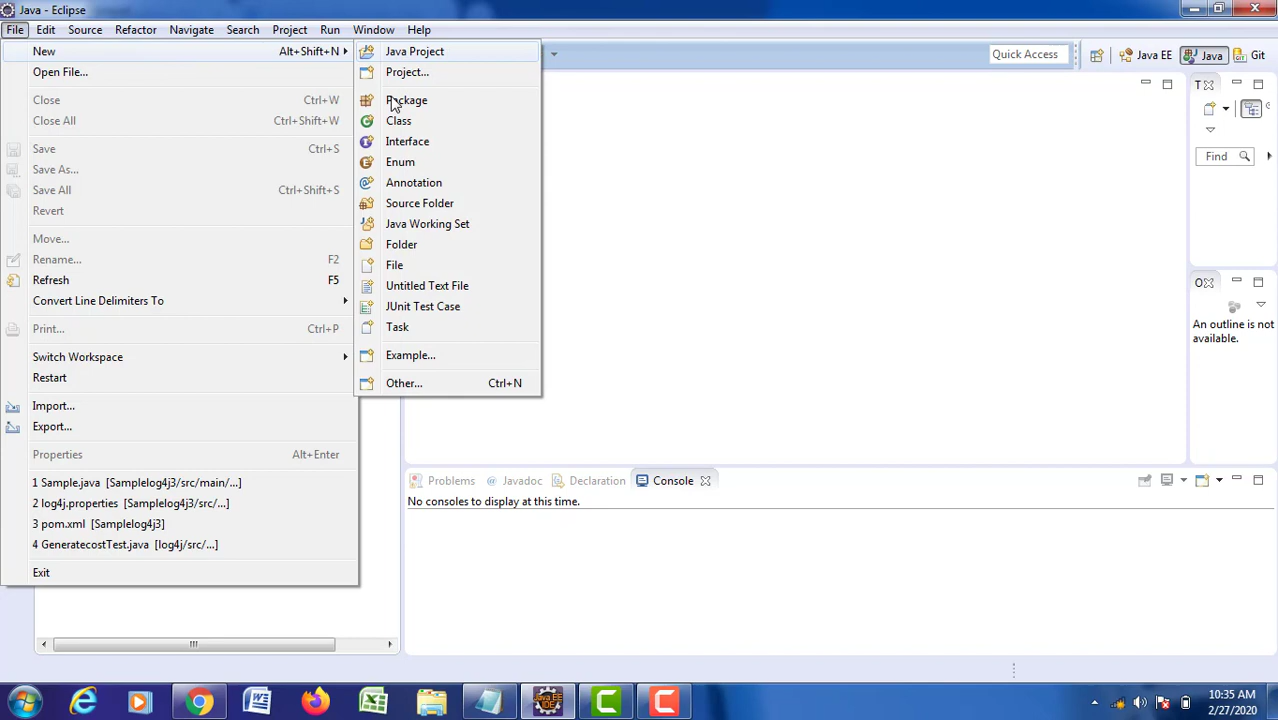 Java - Eclipse
File Edit Source Refactor Navigate Search Project Run Window Help
New Alt+Shift+N
Open File...
Close Ctrl+W
Close All Ctrl+Shift+W
Save Ctrl+S
Save As...
Save All Ctrl+Shift+S
Revert
Move...
Rename... F2
Refresh F5
Convert Line Delimiters To
Print... Ctrl+P
Switch Workspace
Restart
Import...
Export...
Properties Alt+Enter
1 Sample.java [Samplelog4j3/src/main/...]
2 log4j.properties [Samplelog4j3/src/...]
3 pom.xml [Samplelog4j3]
4 GeneratecostTest.java [log4j/src/...]
Exit
Java Project
Project...
Package
Class
Interface
Enum
Annotation
Source Folder
Java Working Set
Folder
File
Untitled Text File
JUnit Test Case
Task
Example...
Other... Ctrl+N
Quick Access
Java EE Java Git
T
Find
O
An outline is not
available.
Problems @ Javadoc Declaration Console
No consoles to display at this time.
Java EE
IDE
10:35 AM
2/27/2020